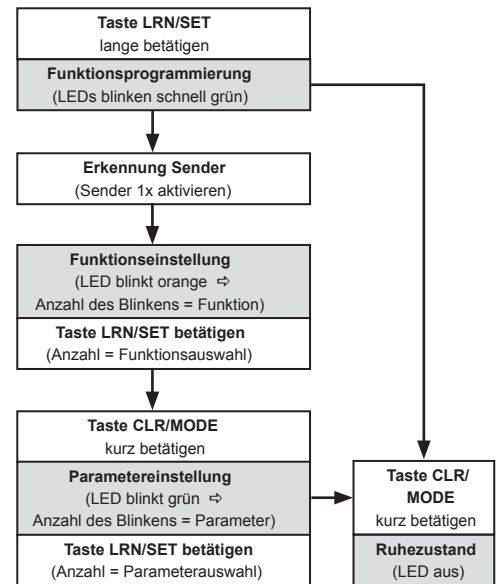 Taste LRN/SET
lange betätigen
Funktionsprogrammierung
(LEDs blinken schnell grün)
Erkennung Sender
(Sender 1x aktivieren)
Funktionseinstellung
(LED blinkt orange ⇨
Anzahl des Blinkens = Funktion)
Taste LRN/SET betätigen
(Anzahl = Funktionsauswahl)
Taste CLR/MODE
kurz betätigen
Parametereinstellung
(LED blinkt grün ⇨
Anzahl des Blinkens = Parameter)
Taste LRN/SET betätigen
(Anzahl = Parameterauswahl)
Taste CLR/
MODE
kurz betätigen
Ruhezustand
(LED aus)